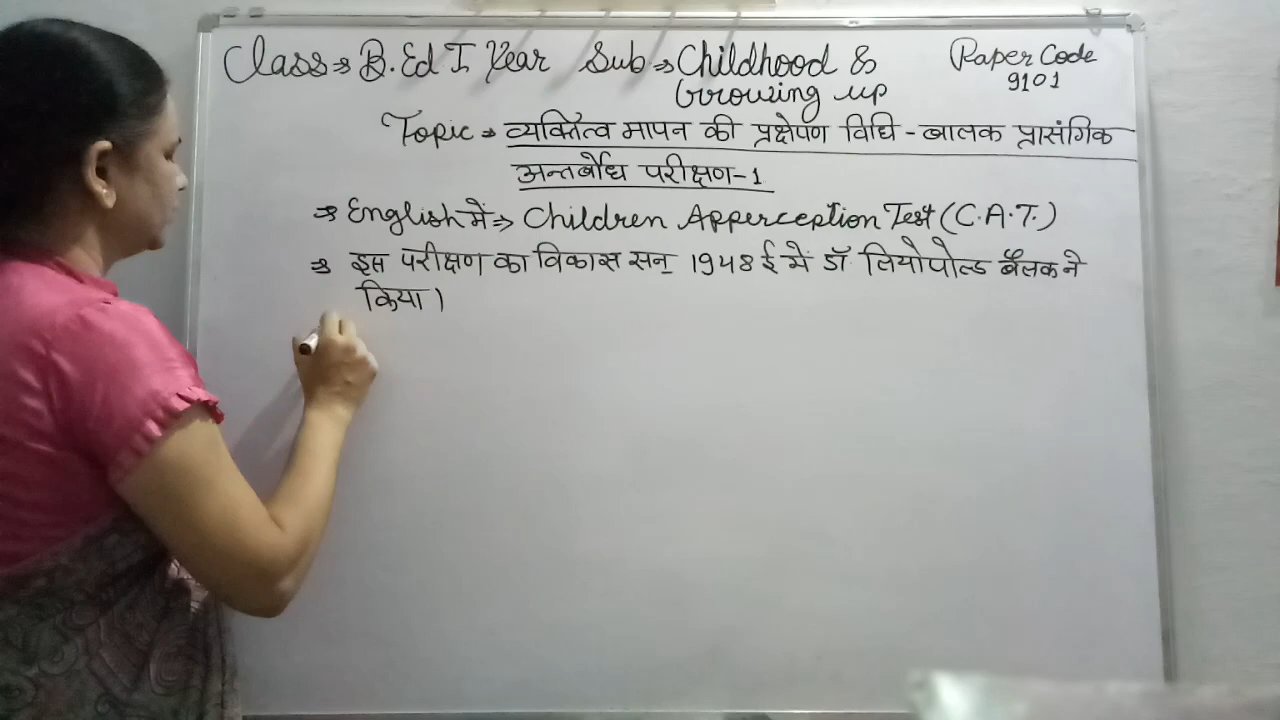 Class → B.Ed I Year Sub → Childhood & Growing up
Paper Code 9101
Topic → व्यक्तित्व मापन की प्रक्षेपण विधि - बालक प्रासंगिक
अन्तर्बोध परीक्षण-1
⇒ English में ⇒ Children Apperception Test (C.A.T.)
⇒ इस परीक्षण का विकास सन् 1948 ई में डॉ लियोपोल्ड बैलक ने
किया।